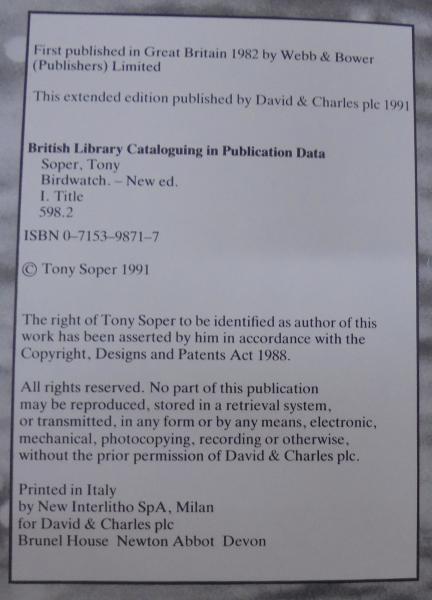 First published in Great Britain 1982 by Webb & Bower
(Publishers) Limited
This extended edition published by David & Charles plc 1991
British Library Cataloguing in Publication Data
Soper, Tony
Birdwatch. – New ed.
I. Title
598.2
ISBN 0–7153–9871–7
© Tony Soper 1991
The right of Tony Soper to be identified as author of this
work has been asserted by him in accordance with the
Copyright, Designs and Patents Act 1988.
All rights reserved. No part of this publication
may be reproduced, stored in a retrieval system,
or transmitted, in any form or by any means, electronic,
mechanical, photocopying, recording or otherwise,
without the prior permission of David & Charles plc.
Printed in Italy
by New Interlitho SpA, Milan
for David & Charles plc
Brunel House Newton Abbot Devon